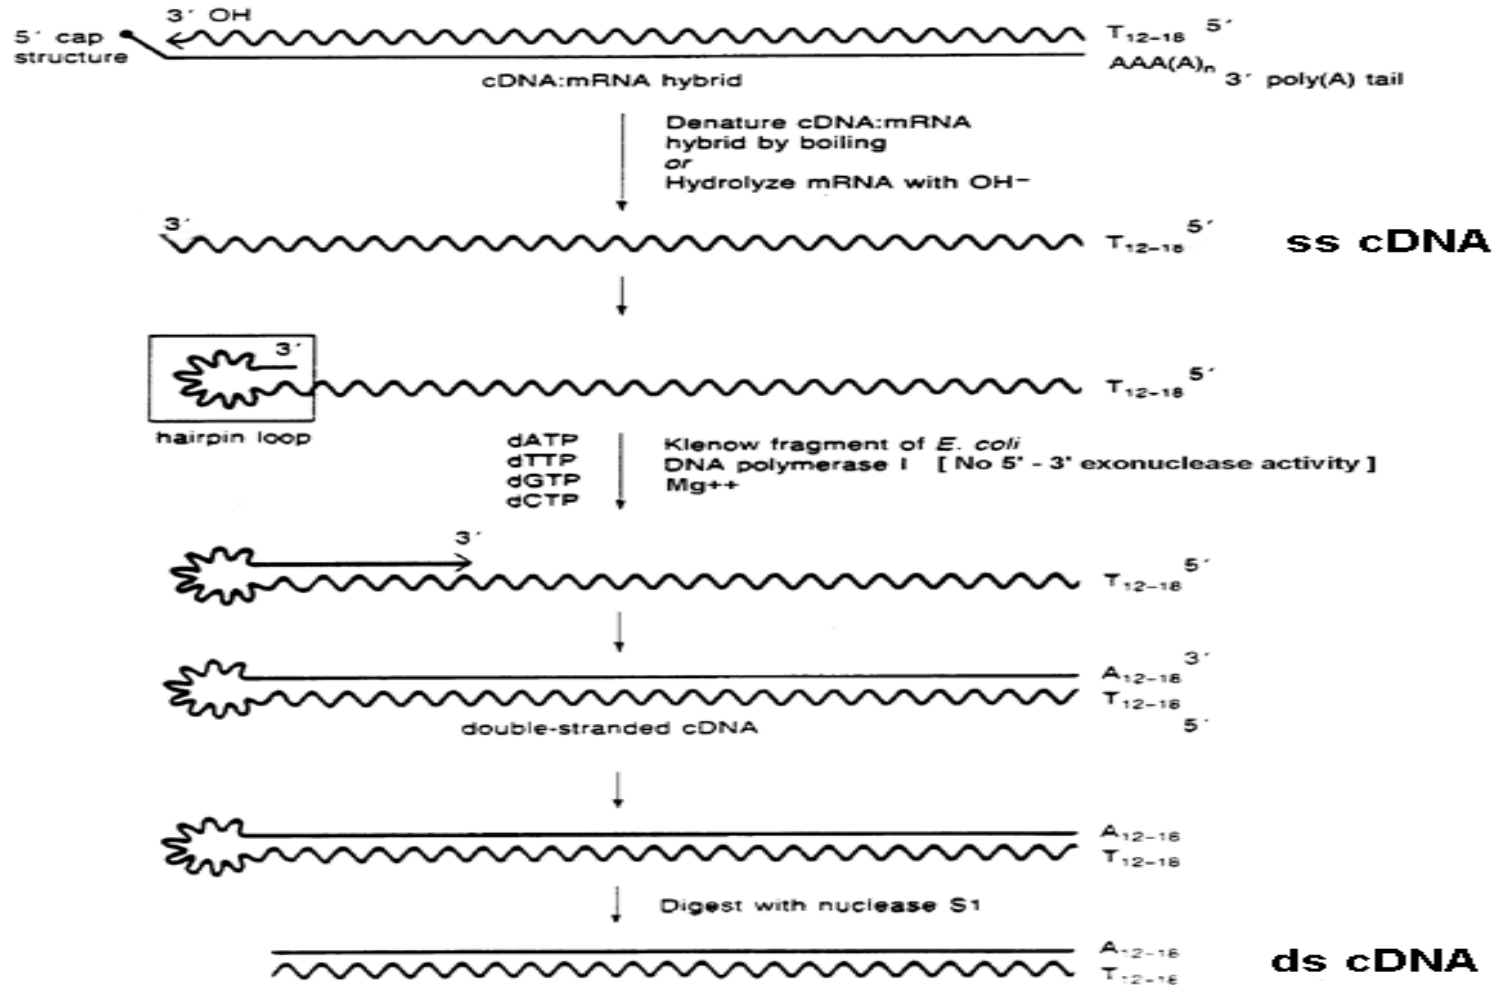 3´ OH
5´ cap
structure
T12-18 5´
AAA(A)n
3´ poly(A) tail
cDNA:mRNA hybrid
Denature cDNA:mRNA
hybrid by boiling
or
Hydrolyze mRNA with OH−
3´
T12-18 5´
ss cDNA
3´
T12-18 5´
hairpin loop
dATP
dTTP
dGTP
dCTP
Klenow fragment of E. coli
DNA polymerase I [ No 5' - 3' exonuclease activity ]
Mg++
3´
T12-18 5´
A12-18 3´
T12-18
5´
double-stranded cDNA
A12-18
T12-18
Digest with nuclease S1
A12-18
T12-18
ds cDNA